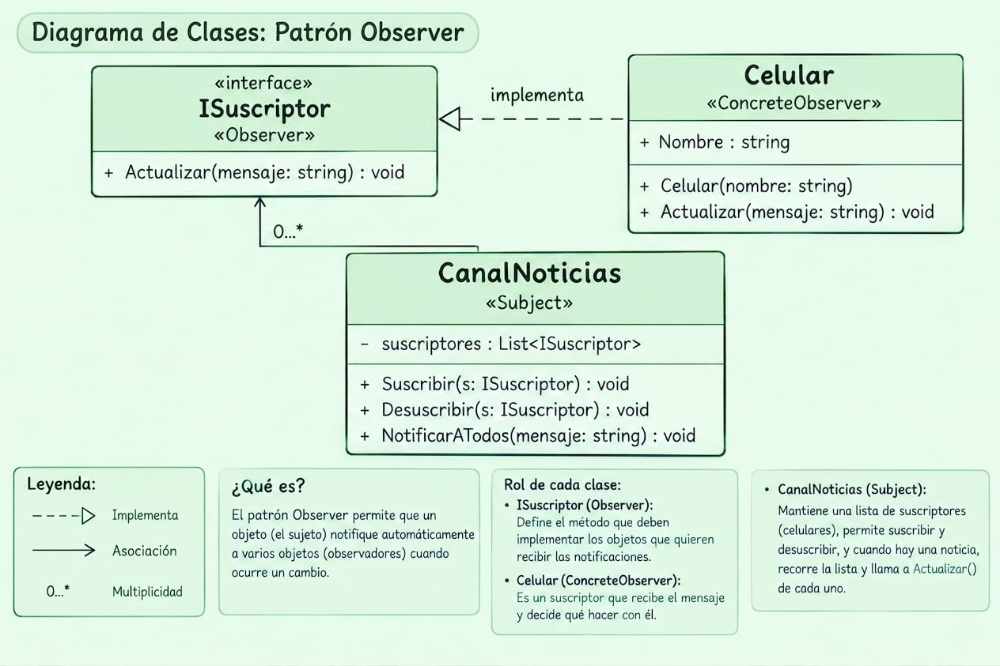 Diagrama de Clases: Patrón Observer
«interface»
ISuscriptor
«Observer»
+ Actualizar(mensaje: string) : void
implementa
Celular
«ConcreteObserver»
+ Nombre : string
+ Celular(nombre: string)
+ Actualizar(mensaje: string) : void
0...*
CanalNoticias
«Subject»
- suscriptores : List<ISuscriptor>
+ Suscribir(s: ISuscriptor) : void
+ Desuscribir(s: ISuscriptor) : void
+ NotificarATodos(mensaje: string) : void
Leyenda:
Implementa
Asociación
0...* Multiplicidad
¿Qué es?
El patrón Observer permite que un
objeto (el sujeto) notifique automáticamente
a varios objetos (observadores) cuando
ocurre un cambio.
Rol de cada clase:
• ISuscriptor (Observer):
Define el método que deben
implementar los objetos que quieren
recibir las notificaciones.
• Celular (ConcreteObserver):
Es un suscriptor que recibe el mensaje
y decide qué hacer con él.
• CanalNoticias (Subject):
Mantiene una lista de suscriptores
(celulares), permite suscribir y
desuscribir, y cuando hay una noticia,
recorre la lista y llama a Actualizar()
de cada uno.